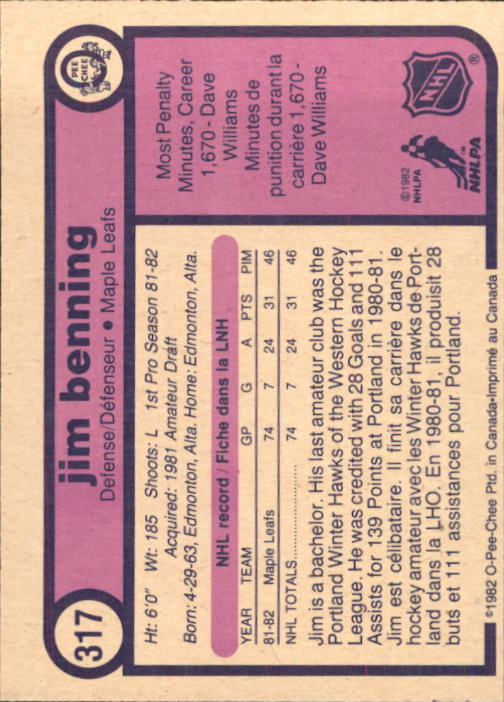 317
jim benning
Defense/Défenseur • Maple Leafs
O PEE CHEE
Ht: 6'0" Wt: 185 Shoots: L 1st Pro Season 81-82
Acquired: 1981 Amateur Draft
Born: 4-29-63, Edmonton, Alta. Home: Edmonton, Alta.
NHL record / Fiche dans la LNH
YEAR TEAM GP G A PTS PIM
81-82 Maple Leafs 74 7 24 31 46
NHL TOTALS .................... 74 7 24 31 46
Jim is a bachelor. His last amateur club was the
Portland Winter Hawks of the Western Hockey
League. He was credited with 28 Goals and 111
Assists for 139 Points at Portland in 1980-81.
Jim est célibataire. Il finit sa carrière dans le
hockey amateur avec les Winter Hawks de Port-
land dans la LHO. En 1980-81, il produisit 28
buts et 111 assistances pour Portland.
Most Penalty
Minutes, Career
1,670 - Dave
Williams
Minutes de
punition durant la
carrière 1,670 -
Dave Williams
©1982
NHLPA
NHLPA™
NHL ®
©1982 O-Pee-Chee Ptd. in Canada-Imprimé au Canada